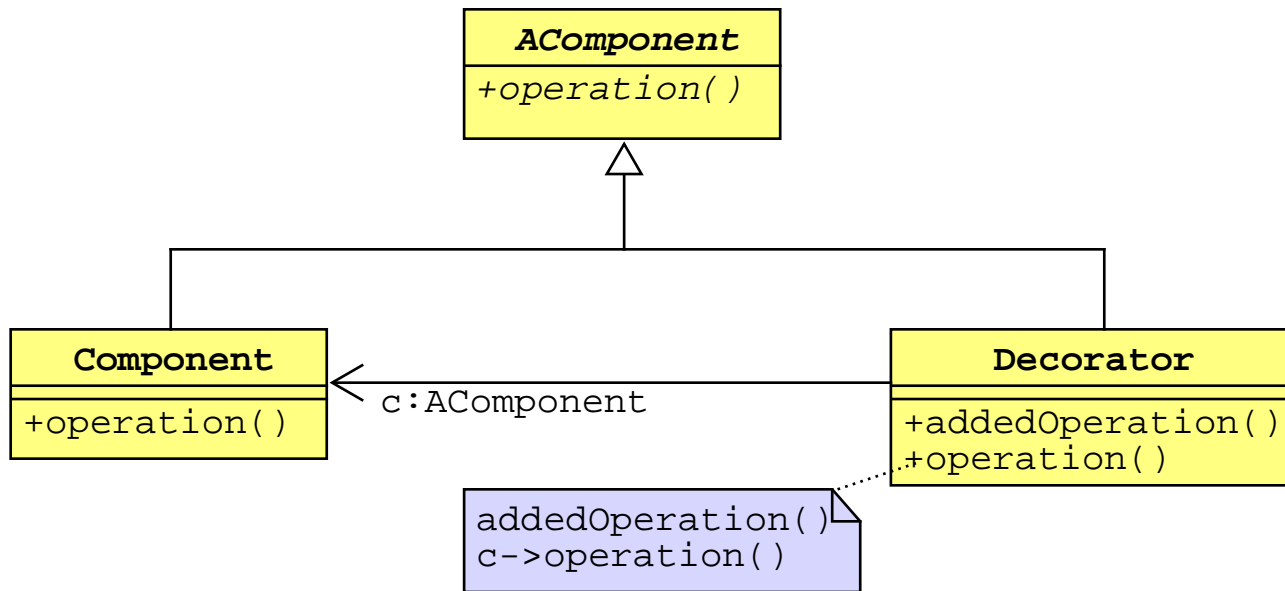 AComponent
+operation()
Component
+operation()
c:AComponent
Decorator
+addedOperation()
+operation()
addedOperation()
c->operation()